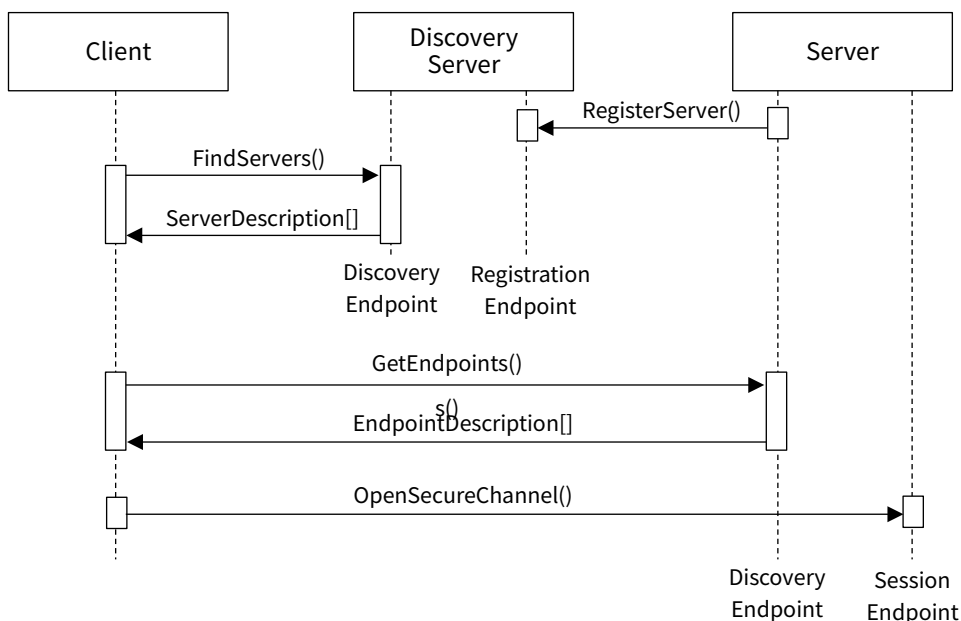 Client
Discovery
Server
Server
RegisterServer()
FindServers()
ServerDescription[]
Discovery
Endpoint
Registration
Endpoint
GetEndpoints()
s()
EndpointDescription[]
OpenSecureChannel()
Discovery
Endpoint
Session
Endpoint